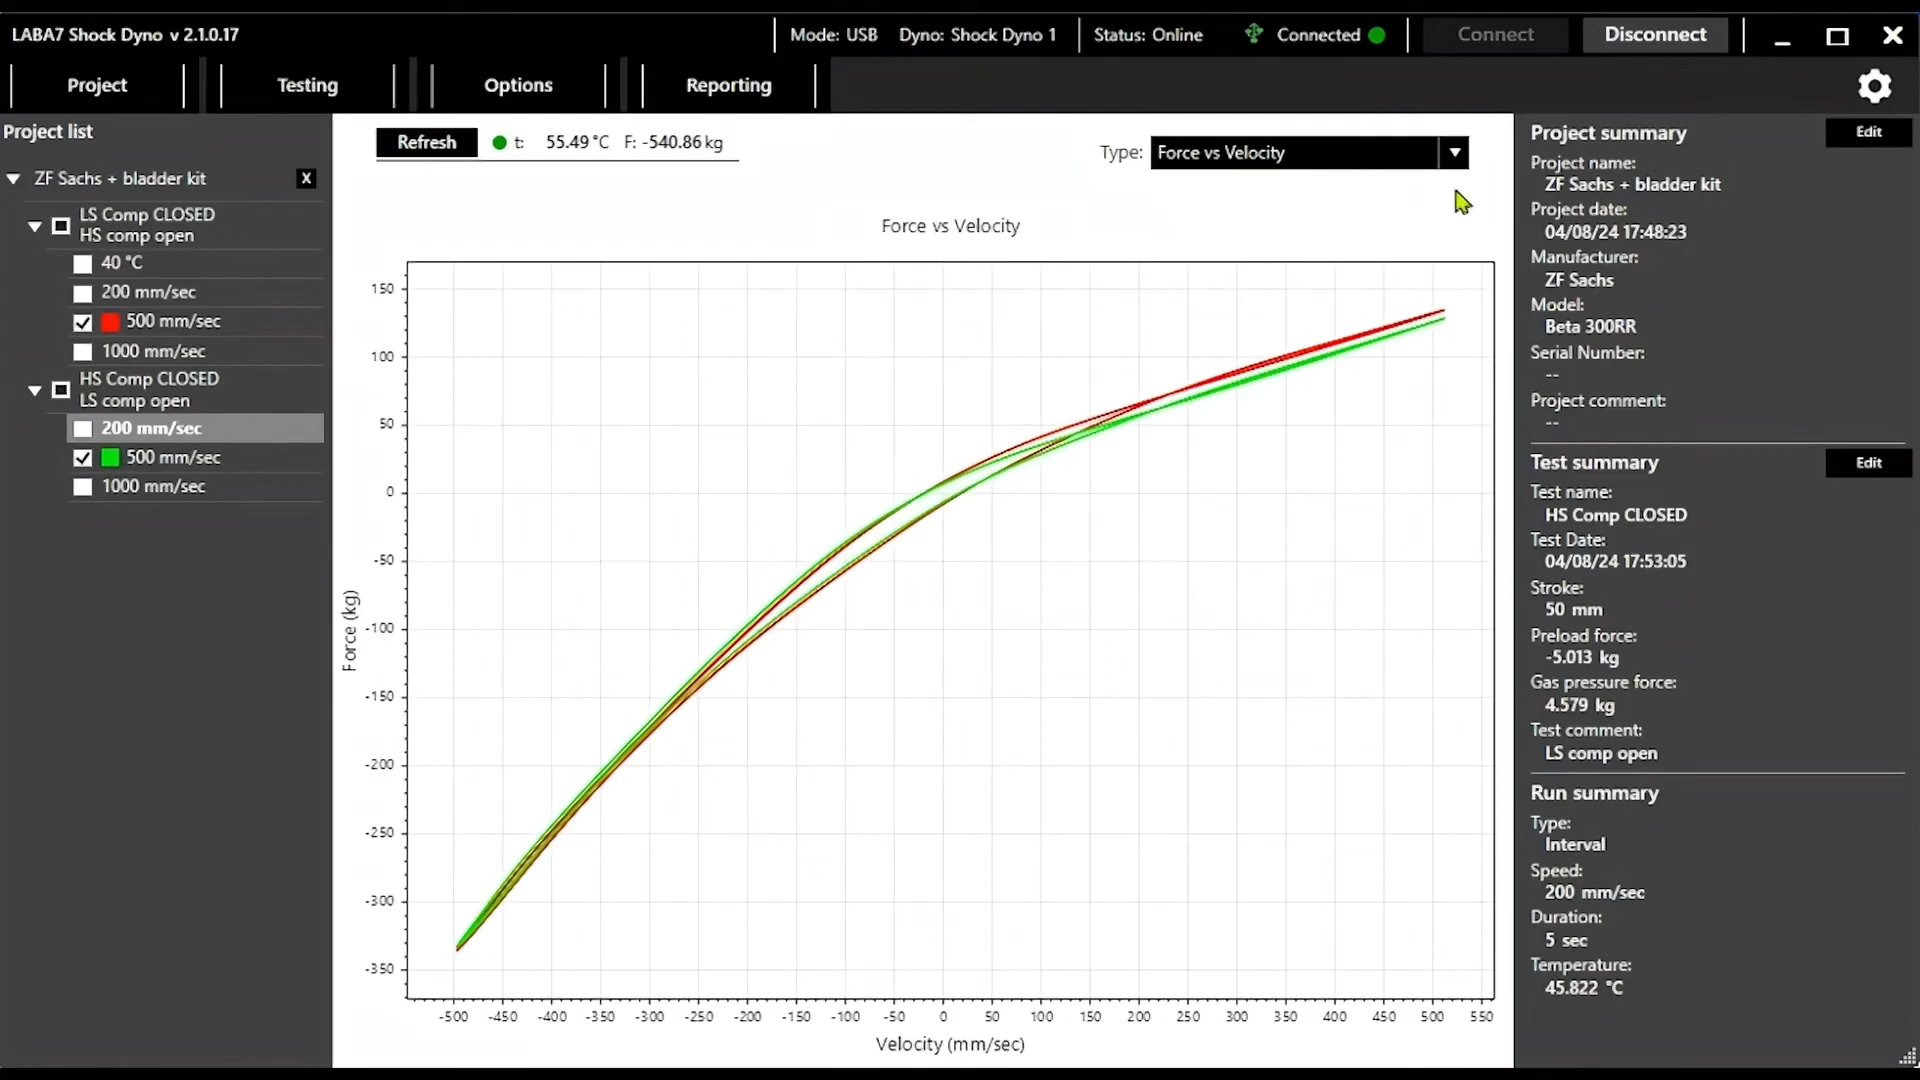 LABA7 Shock Dyno v 2.1.0.17
Mode: USB
Dyno: Shock Dyno 1
Status: Online
Connected
Connect
Disconnect
Project
Testing
Options
Reporting
Project list
ZF Sachs + bladder kit
X
LS Comp CLOSED
HS comp open
40 °C
200 mm/sec
500 mm/sec
1000 mm/sec
HS Comp CLOSED
LS comp open
200 mm/sec
500 mm/sec
1000 mm/sec
Refresh
t: 55.49 °C F: -540.86 kg
Type: Force vs Velocity
Force vs Velocity
Force (kg)
150
100
50
0
-50
-100
-150
-200
-250
-300
-350
-500 -450 -400 -350 -300 -250 -200 -150 -100 -50 0 50 100 150 200 250 300 350 400 450 500 550
Velocity (mm/sec)
Project summary
Edit
Project name:
ZF Sachs + bladder kit
Project date:
04/08/24 17:48:23
Manufacturer:
ZF Sachs
Model:
Beta 300RR
Serial Number:
--
Project comment:
--
Test summary
Edit
Test name:
HS Comp CLOSED
Test Date:
04/08/24 17:53:05
Stroke:
50 mm
Preload force:
-5.013 kg
Gas pressure force:
4.579 kg
Test comment:
LS comp open
Run summary
Type:
Interval
Speed:
200 mm/sec
Duration:
5 sec
Temperature:
45.822 °C